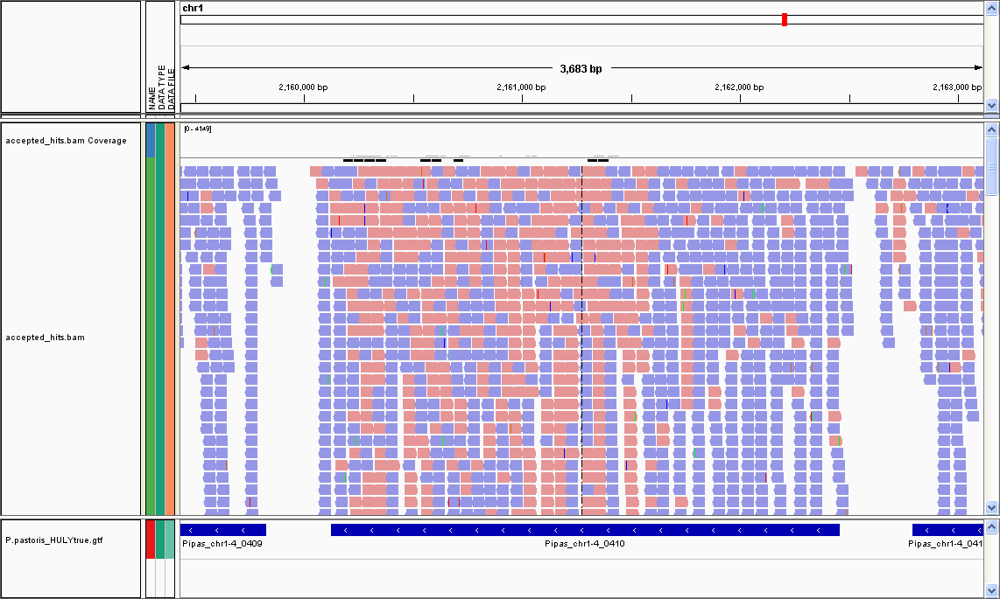 chr1
3,683 bp
2,160,000 bp 2,161,000 bp 2,162,000 bp 2,163,000 bp
NAME
DATA TYPE
DATA FILE
accepted_hits.bam Coverage
[0 - 4149]
accepted_hits.bam
P.pastoris_HULYtrue.gtf
Pipas_chr1-4_0409 Pipas_chr1-4_0410 Pipas_chr1-4_041